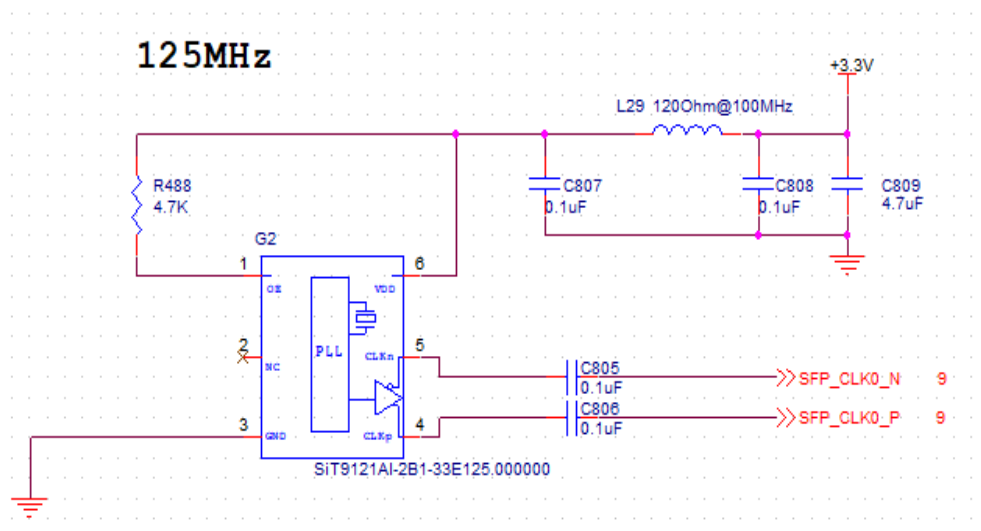 125MHz
+3.3V
L29 120Ohm@100MHz
R488
4.7K
C807
0.1uF
C808
0.1uF
C809
4.7uF
G2
1
6
OE
VDD
2
5
NC
PLL
CLKn
C805
0.1uF
SFP_CLK0_N 9
C806
0.1uF
SFP_CLK0_P 9
3
4
GND
CLKp
SiT9121AI-2B1-33E125.000000